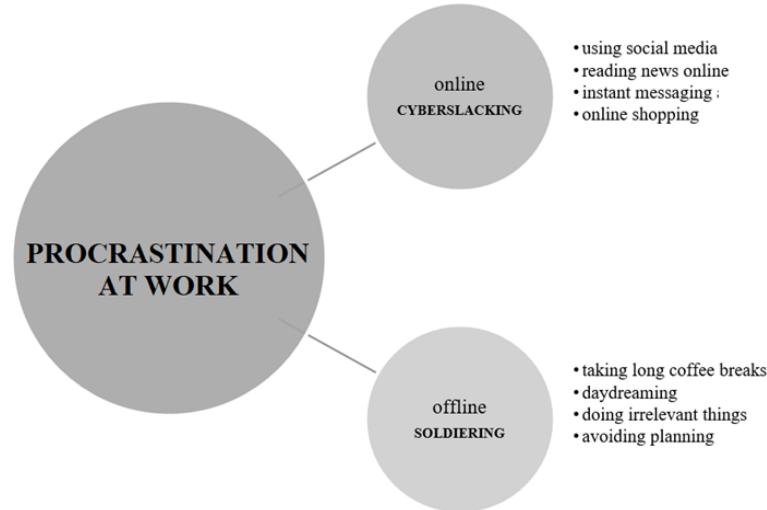 PROCRASTINATION
AT WORK
online
CYBERSLACKING
• using social media
• reading news online
• instant messaging
• online shopping
offline
SOLDIERING
• taking long coffee breaks
• daydreaming
• doing irrelevant things
• avoiding planning